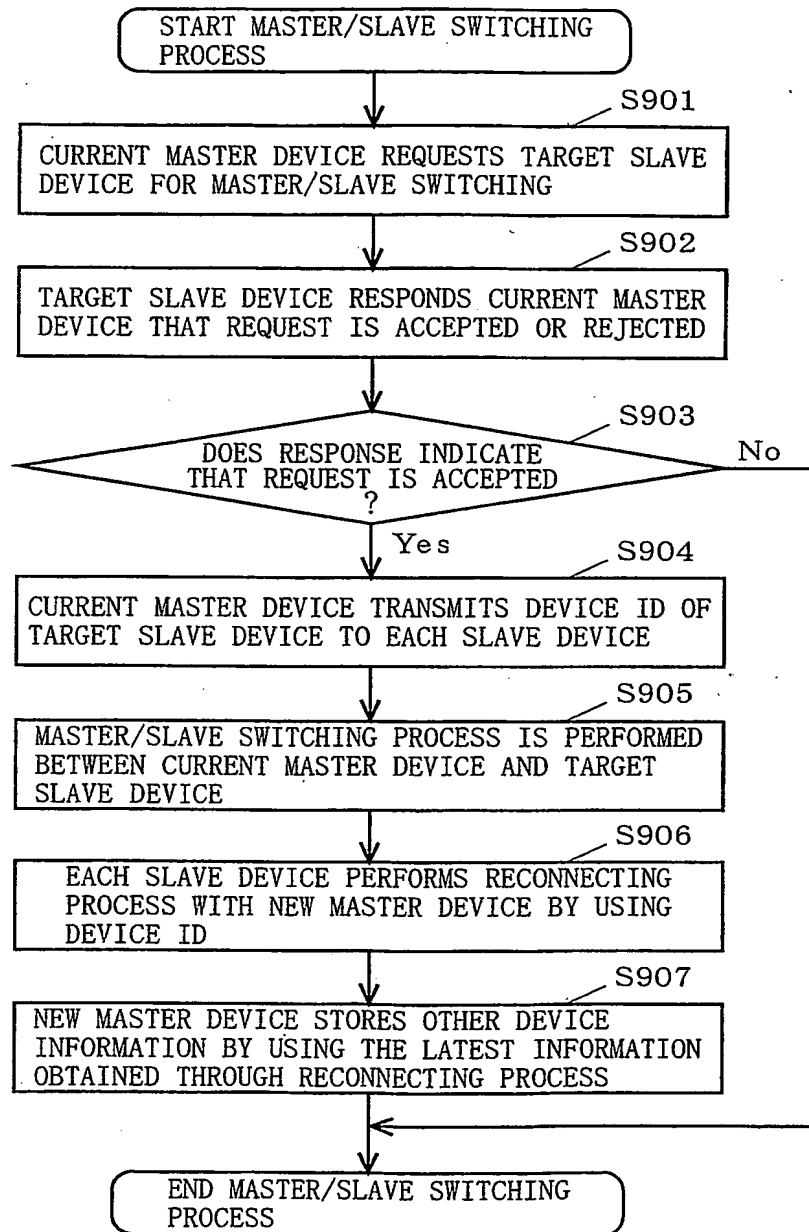 START MASTER/SLAVE SWITCHING
PROCESS
S901
CURRENT MASTER DEVICE REQUESTS TARGET SLAVE
DEVICE FOR MASTER/SLAVE SWITCHING
S902
TARGET SLAVE DEVICE RESPONDS CURRENT MASTER
DEVICE THAT REQUEST IS ACCEPTED OR REJECTED
S903
DOES RESPONSE INDICATE
THAT REQUEST IS ACCEPTED
?
No
Yes
S904
CURRENT MASTER DEVICE TRANSMITS DEVICE ID OF
TARGET SLAVE DEVICE TO EACH SLAVE DEVICE
S905
MASTER/SLAVE SWITCHING PROCESS IS PERFORMED
BETWEEN CURRENT MASTER DEVICE AND TARGET
SLAVE DEVICE
S906
EACH SLAVE DEVICE PERFORMS RECONNECTING
PROCESS WITH NEW MASTER DEVICE BY USING
DEVICE ID
S907
NEW MASTER DEVICE STORES OTHER DEVICE
INFORMATION BY USING THE LATEST INFORMATION
OBTAINED THROUGH RECONNECTING PROCESS
END MASTER/SLAVE SWITCHING
PROCESS